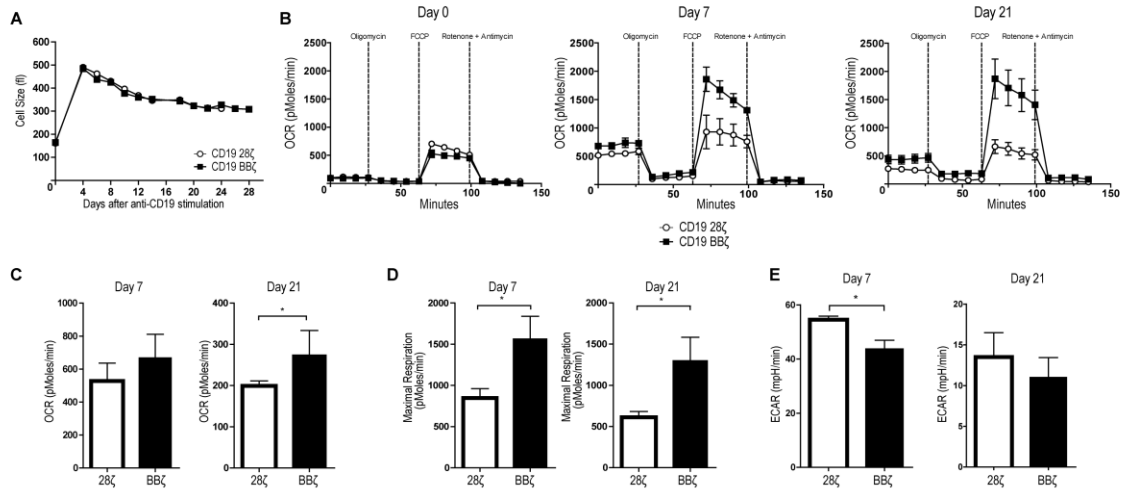 A
600
500
400
300
200
100
0
4
8
12
16
20
24
28
Cell Size (fl)
Days after anti-CD19 stimulation
CD19 28ζ
CD19 BBζ
B
Day 0
Oligomycin
FCCP
Rotenone + Antimycin
2500
2000
1500
1000
500
0
50
100
150
OCR (pMoles/min)
Minutes
Day 7
Oligomycin
FCCP
Rotenone + Antimycin
2500
2000
1500
1000
500
0
50
100
150
OCR (pMoles/min)
Minutes
Day 21
Oligomycin
FCCP
Rotenone + Antimycin
2500
2000
1500
1000
500
0
50
100
150
OCR (pMoles/min)
Minutes
CD19 28ζ
CD19 BBζ
C
Day 7
1000
800
600
400
200
0
OCR (pMoles/min)
28ζ
BBζ
Day 21
400
300
200
100
0
OCR (pMoles/min)
*
28ζ
BBζ
D
Day 7
2000
1500
1000
500
0
Maximal Respiration
(pMoles/min)
*
28ζ
BBζ
Day 21
2000
1500
1000
500
0
Maximal Respiration
(pMoles/min)
*
28ζ
BBζ
E
Day 7
60
40
20
0
ECAR (mpH/min)
*
28ζ
BBζ
Day 21
20
15
10
5
0
ECAR (mpH/min)
28ζ
BBζ